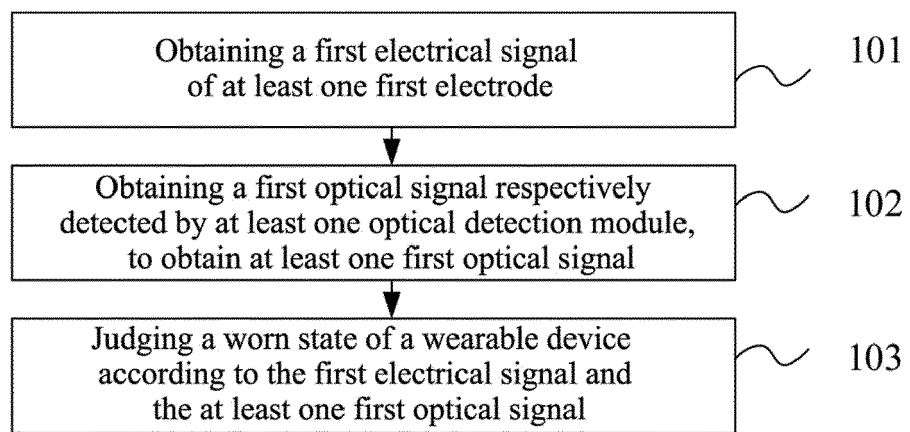 Obtaining a first electrical signal
of at least one first electrode
101
Obtaining a first optical signal respectively
detected by at least one optical detection module,
to obtain at least one first optical signal
102
Judging a worn state of a wearable device
according to the first electrical signal and
the at least one first optical signal
103